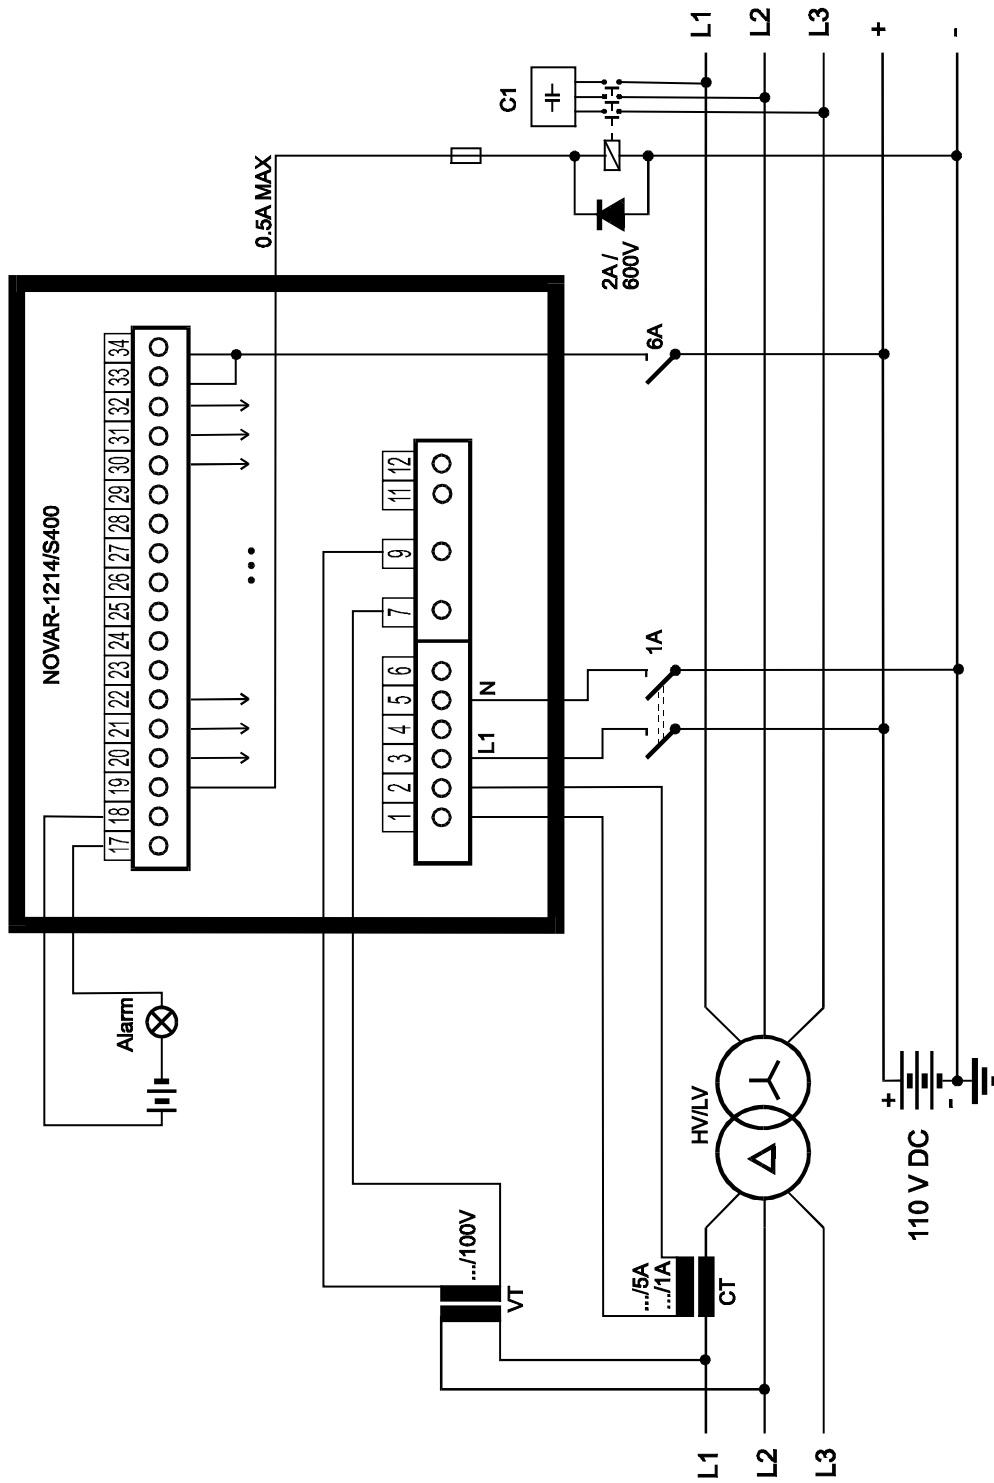 NOVAR-1214/S400
17 18 19 20 21 22 23 24 25 26 27 28 29 30 31 32 33 34
1 2 3 4 5 6 7 9 11 12
L1
N
Alarm
0.5A MAX
C1
2A /
600V
1A
6A
.../100V
VT
.../5A
.../1A
CT
HV/LV
L1
L2
L3
L1
L2
L3
+
-
+
-
110 V DC